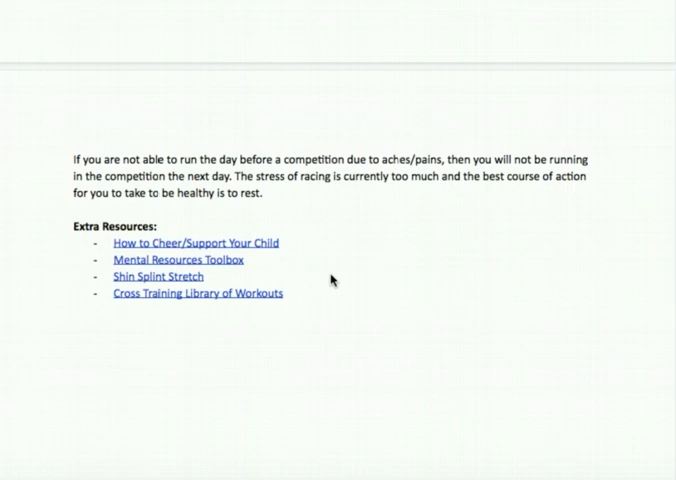 If you are not able to run the day before a competition due to aches/pains, then you will not be running
in the competition the next day. The stress of racing is currently too much and the best course of action
for you to take to be healthy is to rest.
Extra Resources:
- How to Cheer/Support Your Child
- Mental Resources Toolbox
- Shin Splint Stretch
- Cross Training Library of Workouts